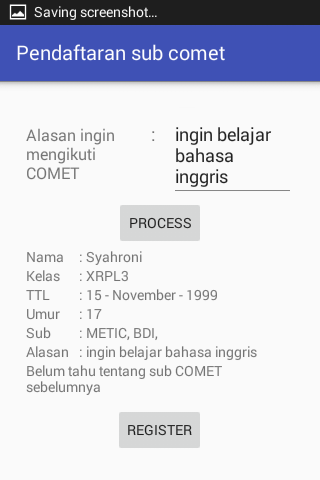 Saving screenshot...
Pendaftaran sub comet
Alasan ingin mengikuti COMET : ingin belajar bahasa inggris
PROCESS
Nama : Syahroni
Kelas : XRPL3
TTL : 15 - November - 1999
Umur : 17
Sub : METIC, BDI,
Alasan : ingin belajar bahasa inggris
Belum tahu tentang sub COMET
sebelumnya
REGISTER